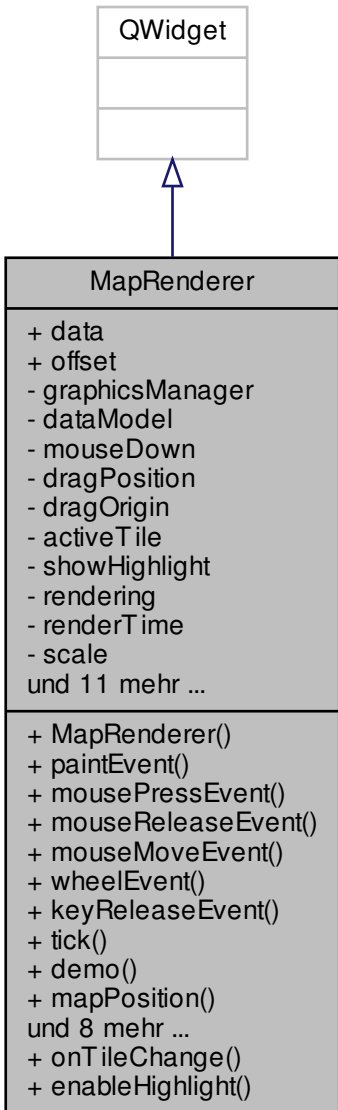 QWidget
MapRenderer
+ data
+ offset
- graphicsManager
- dataModel
- mouseDown
- dragPosition
- dragOrigin
- activeTile
- showHighlight
- rendering
- renderTime
- scale
und 11 mehr ...
+ MapRenderer()
+ paintEvent()
+ mousePressEvent()
+ mouseReleaseEvent()
+ mouseMoveEvent()
+ wheelEvent()
+ keyReleaseEvent()
+ tick()
+ demo()
+ mapPosition()
und 8 mehr ...
+ onTileChange()
+ enableHighlight()